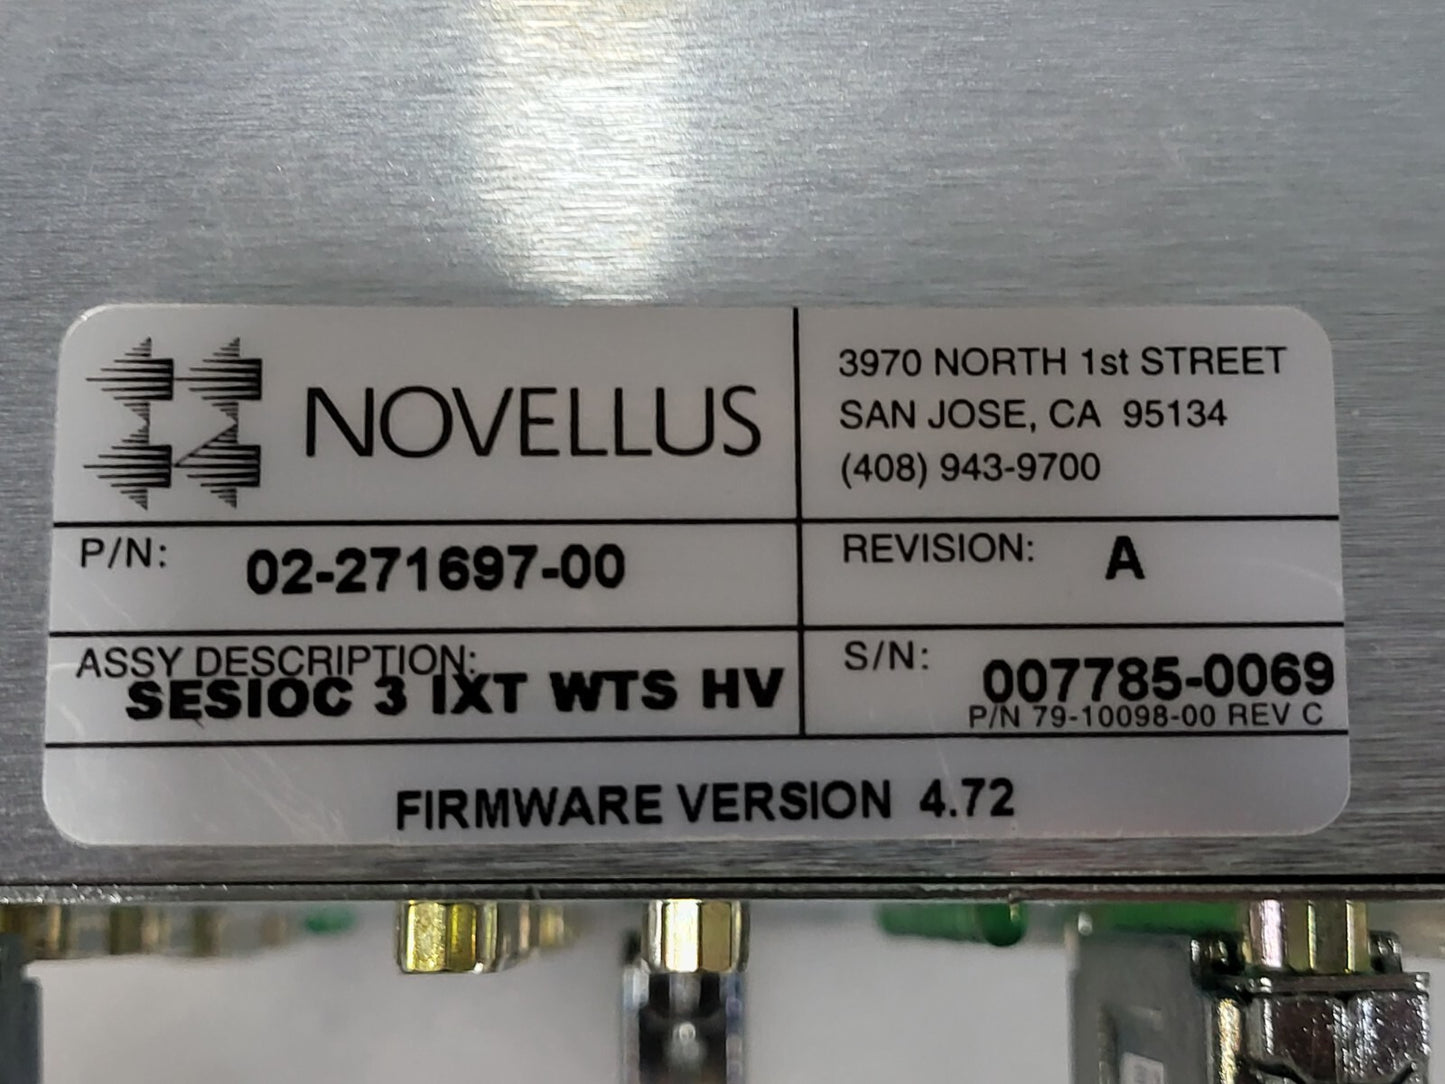 NOVELLUS
3970 NORTH 1st STREET
SAN JOSE, CA 95134
(408) 943-9700
P/N: 02-271697-00
REVISION: A
ASSY DESCRIPTION:
SESIOC 3 IXT WTS HV
S/N: 007785-0069
P/N 79-10098-00 REV C
FIRMWARE VERSION 4.72